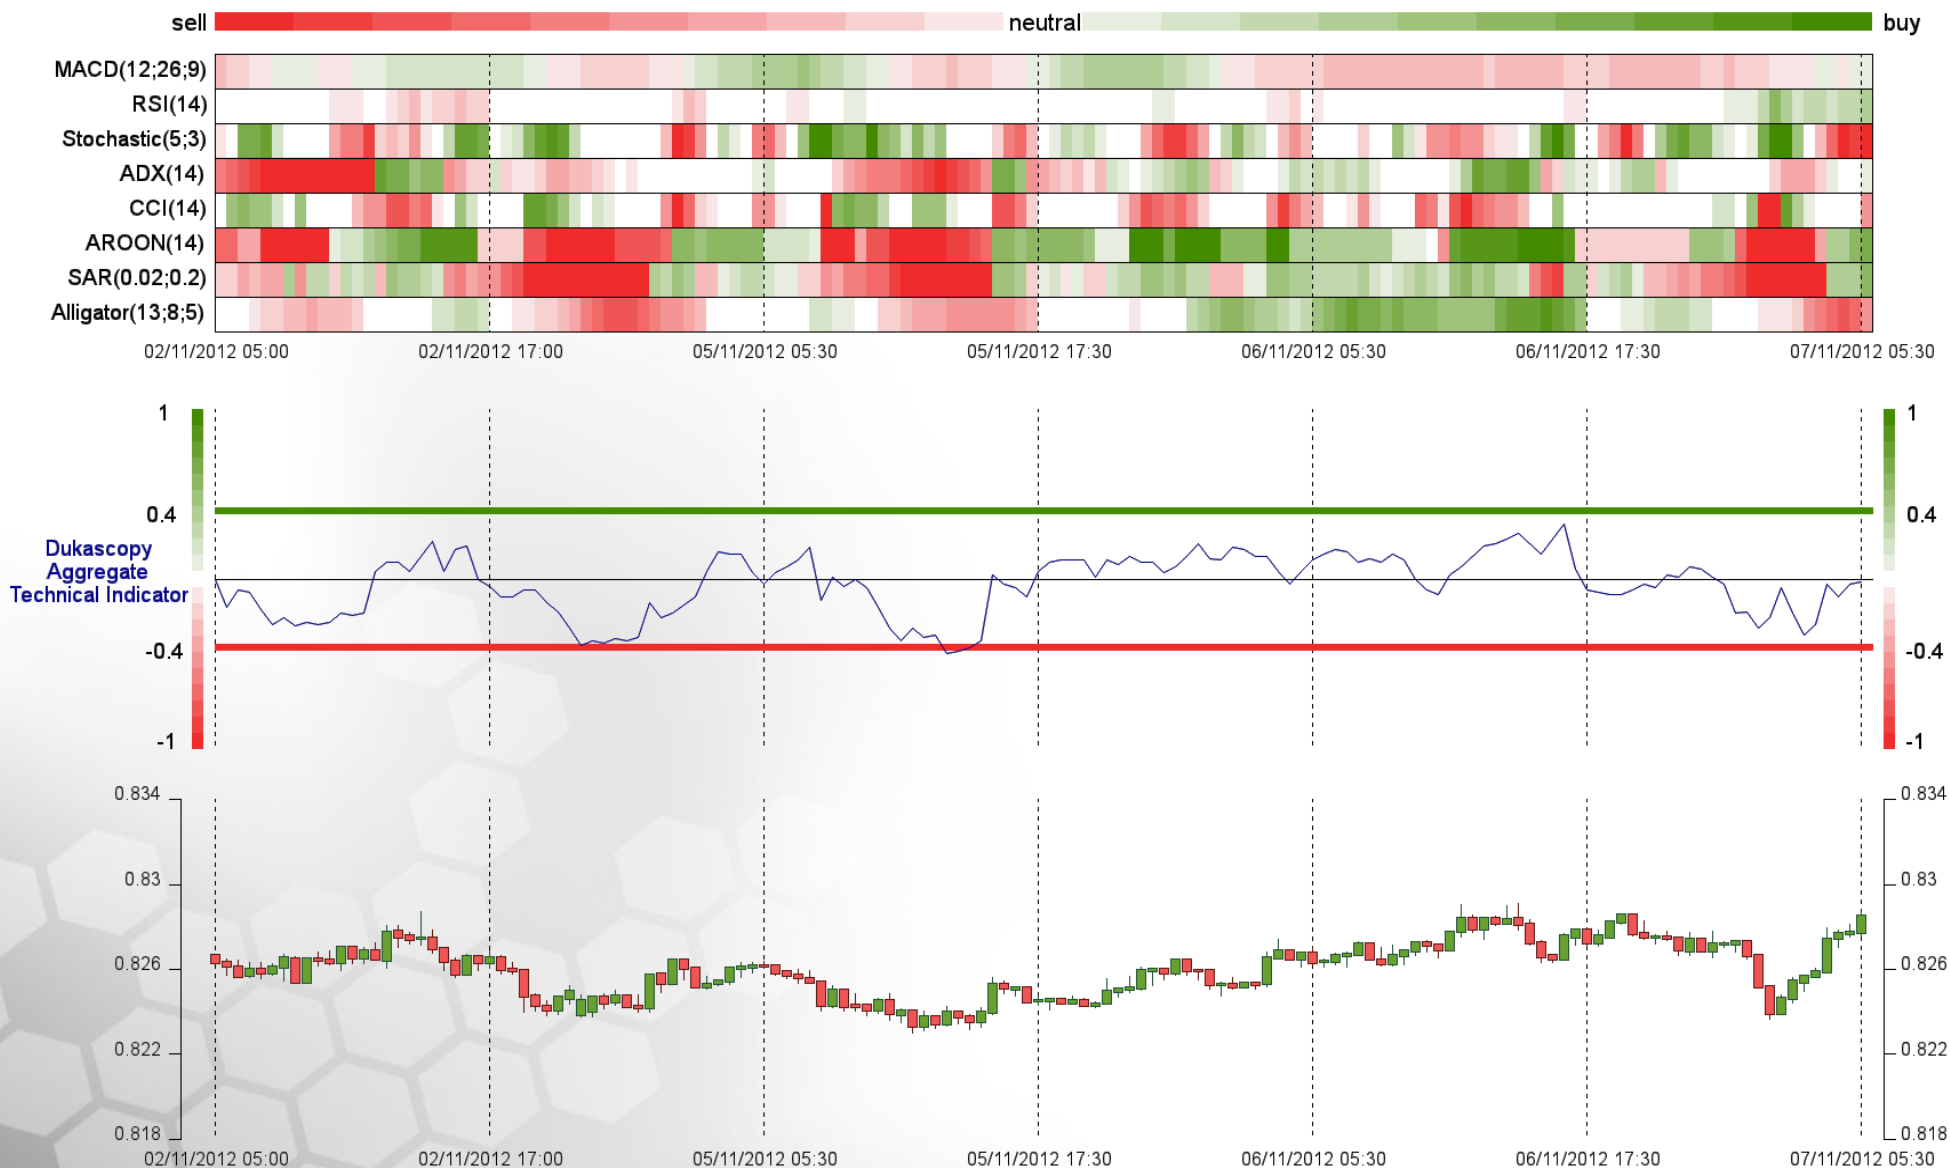 sell neutral buy
MACD(12;26;9)
RSI(14)
Stochastic(5;3)
ADX(14)
CCI(14)
AROON(14)
SAR(0.02;0.2)
Alligator(13;8;5)
02/11/2012 05:00 02/11/2012 17:00 05/11/2012 05:30 05/11/2012 17:30 06/11/2012 05:30 06/11/2012 17:30 07/11/2012 05:30
1 1
0.4 0.4
Dukascopy
Aggregate
Technical Indicator
-0.4 -0.4
-1 -1
0.834 0.834
0.83 0.83
0.826 0.826
0.822 0.822
0.818 0.818
02/11/2012 05:00 02/11/2012 17:00 05/11/2012 05:30 05/11/2012 17:30 06/11/2012 05:30 06/11/2012 17:30 07/11/2012 05:30